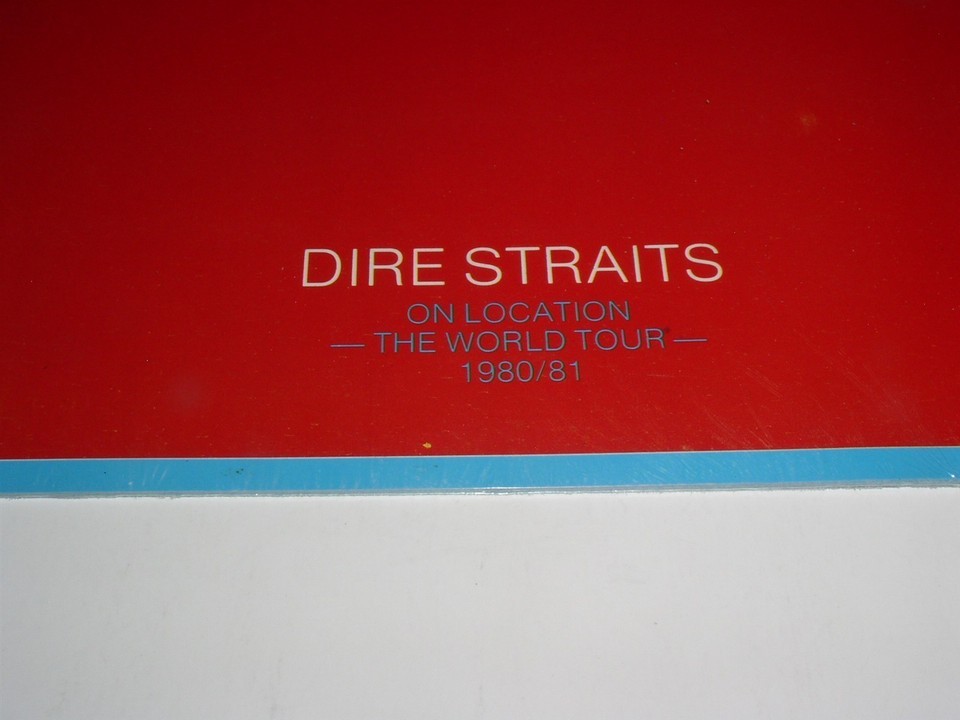 DIRE STRAITS
ON LOCATION
— THE WORLD TOUR —
1980/81